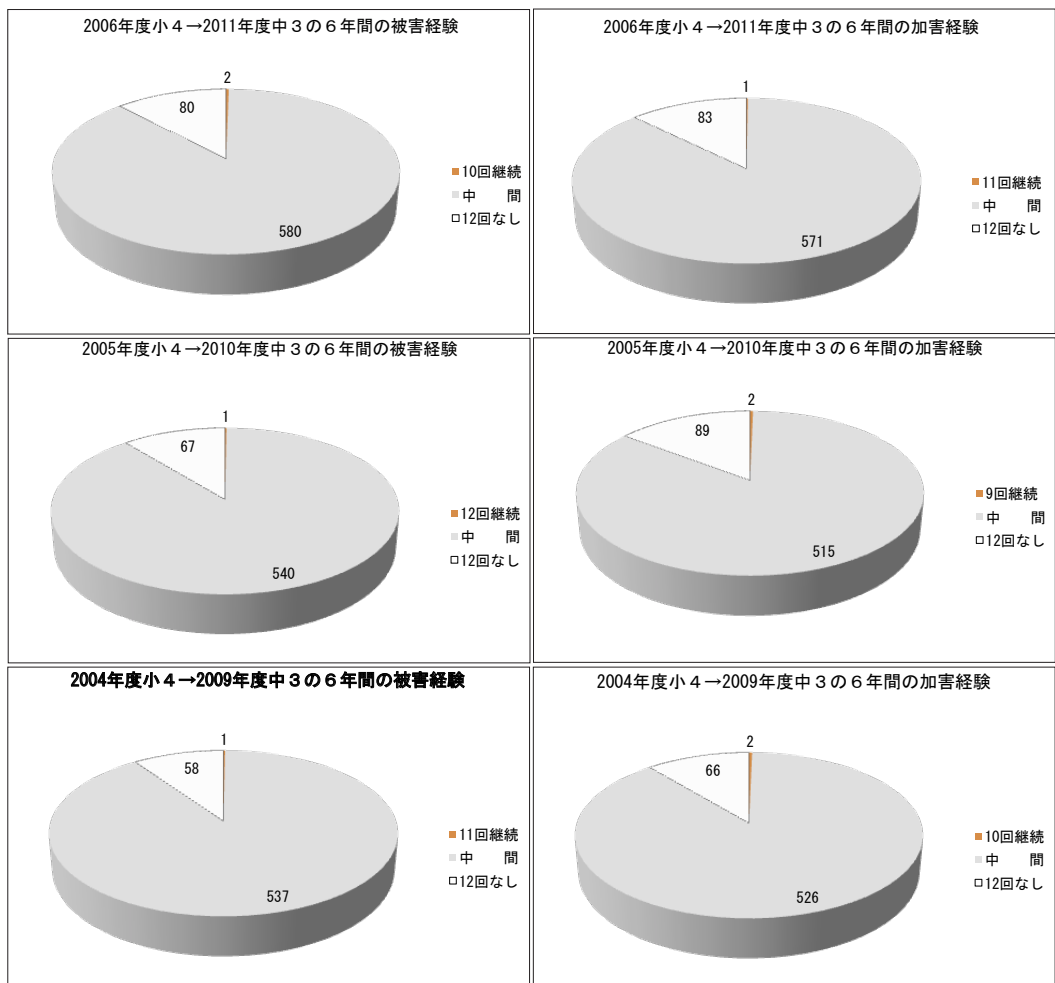 2006年度小４→2011年度中３の６年間の被害経験
2
80
580
10回継続
中　　間
12回なし
2006年度小４→2011年度中３の６年間の加害経験
1
83
571
11回継続
中　　間
12回なし
2005年度小４→2010年度中３の６年間の被害経験
1
67
540
12回継続
中　　間
12回なし
2005年度小４→2010年度中３の６年間の加害経験
2
89
515
9回継続
中　　間
12回なし
2004年度小４→2009年度中３の６年間の被害経験
1
58
537
11回継続
中　　間
12回なし
2004年度小４→2009年度中３の６年間の加害経験
2
66
526
10回継続
中　　間
12回なし